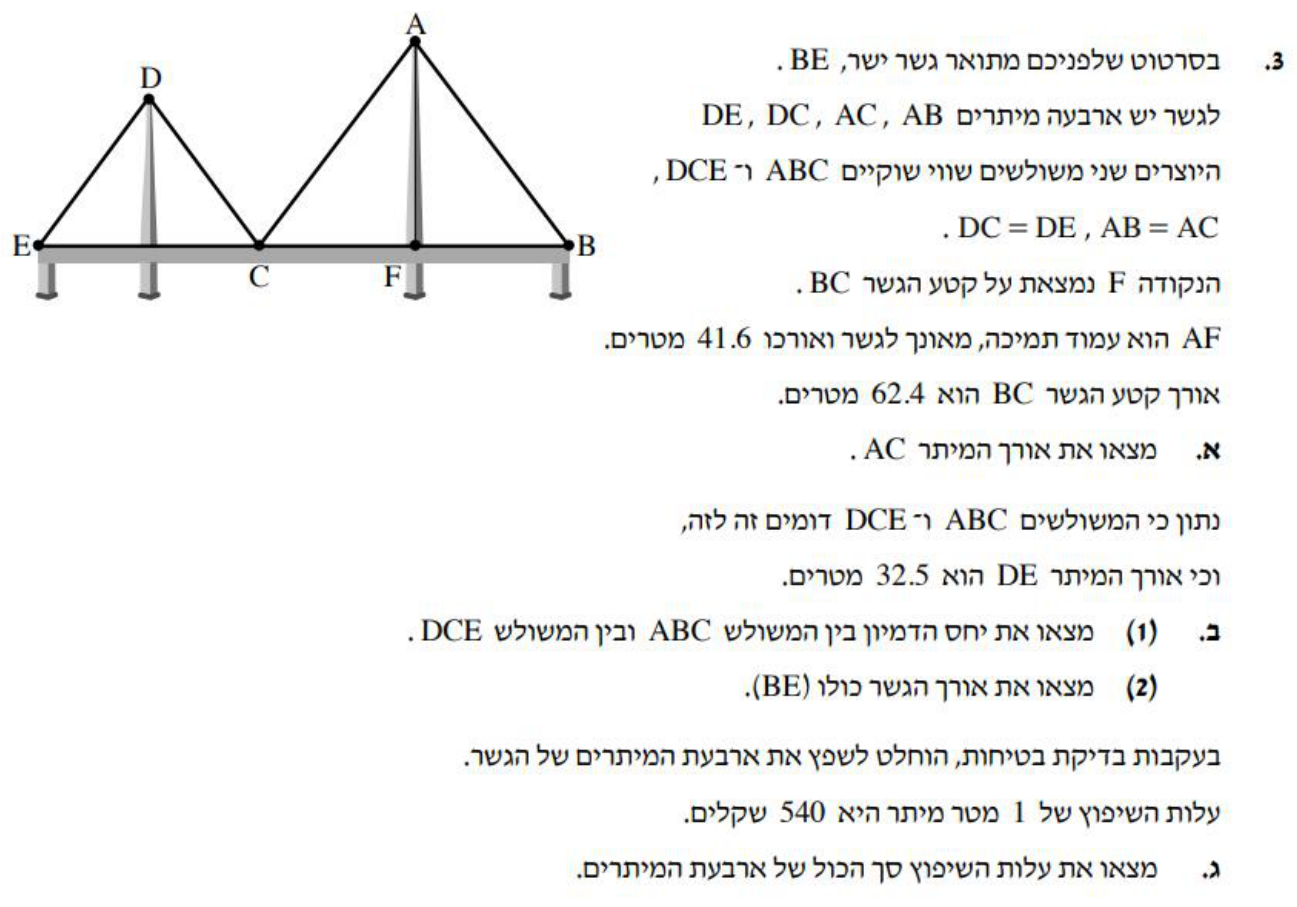 3. בסרטוט שלפניכם מתואר גשר ישר, BE .
לגשר יש ארבעה מיתרים DE , DC , AC , AB
היוצרים שני משולשים שווי שוקיים ABC ו־ DCE ,
DC = DE , AB = AC .
הנקודה F נמצאת על קטע הגשר BC .
AF הוא עמוד תמיכה, מאונך לגשר ואורכו 41.6 מטרים.
אורך קטע הגשר BC הוא 62.4 מטרים.
א. מצאו את אורך המיתר AC .
נתון כי המשולשים ABC ו־ DCE דומים זה לזה,
וכי אורך המיתר DE הוא 32.5 מטרים.
ב. (1) מצאו את יחס הדמיון בין המשולש ABC ובין המשולש DCE .
(2) מצאו את אורך הגשר כולו (BE).
בעקבות בדיקת בטיחות, הוחלט לשפץ את ארבעת המיתרים של הגשר.
עלות השיפוץ של 1 מטר מיתר היא 540 שקלים.
ג. מצאו את עלות השיפוץ סך הכול של ארבעת המיתרים.
A
D
E
B
C
F